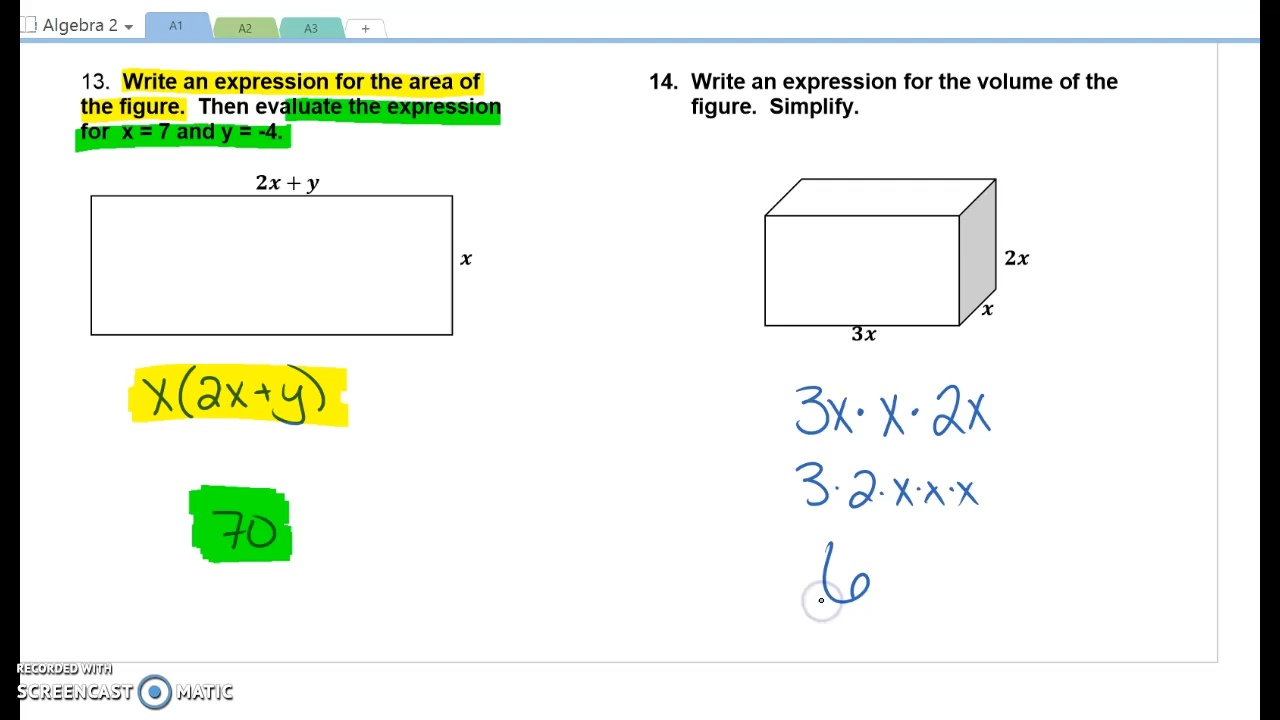 Algebra 2
A1
A2
A3
+
13. Write an expression for the area of
the figure. Then evaluate the expression
for x = 7 and y = -4.
2x + y
x
x(2x+y)
70
14. Write an expression for the volume of the
figure. Simplify.
2x
x
3x
3x · x · 2x
3 · 2 · x · x · x
6
RECORDED WITH
SCREENCAST MATIC